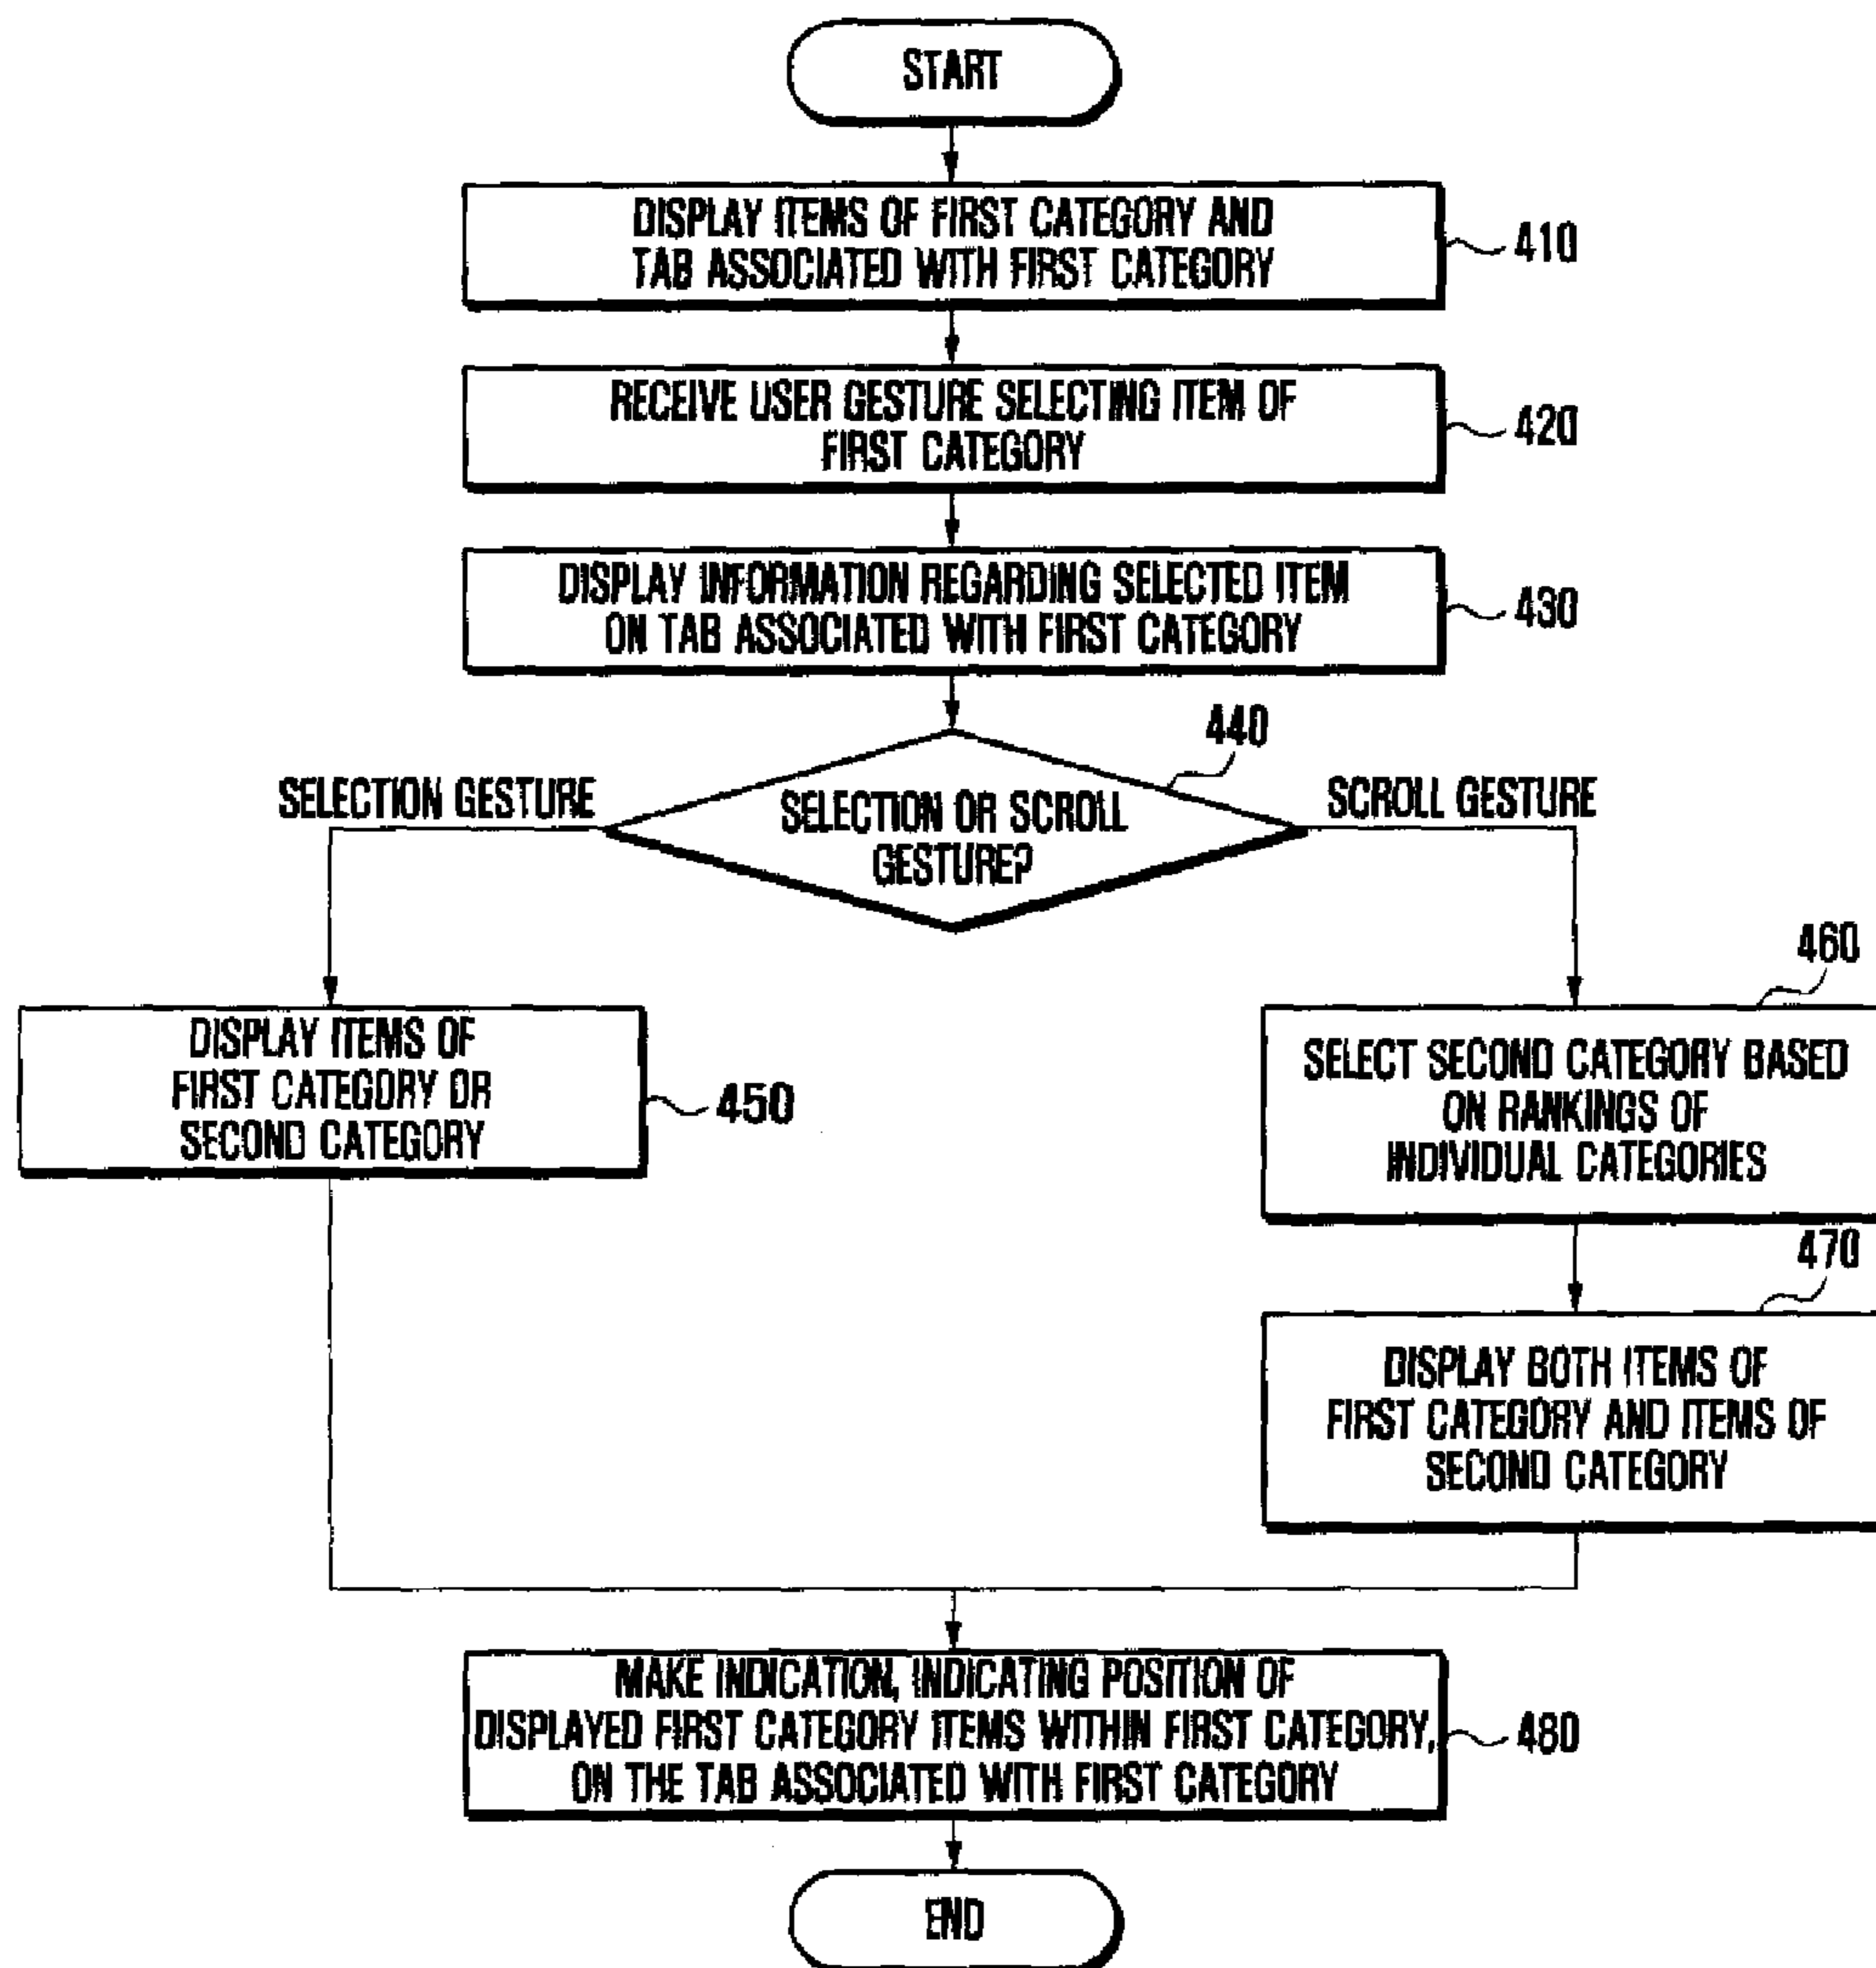 START
DISPLAY ITEMS OF FIRST CATEGORY AND
TAB ASSOCIATED WITH FIRST CATEGORY
410
RECEIVE USER GESTURE SELECTING ITEM OF
FIRST CATEGORY
420
DISPLAY INFORMATION REGARDING SELECTED ITEM
ON TAB ASSOCIATED WITH FIRST CATEGORY
430
440
SELECTION GESTURE
SELECTION OR SCROLL
GESTURE?
SCROLL GESTURE
DISPLAY ITEMS OF
FIRST CATEGORY OR
SECOND CATEGORY
450
460
SELECT SECOND CATEGORY BASED
ON RANKINGS OF
INDIVIDUAL CATEGORIES
470
DISPLAY BOTH ITEMS OF
FIRST CATEGORY AND ITEMS OF
SECOND CATEGORY
MAKE INDICATION, INDICATING POSITION OF
DISPLAYED FIRST CATEGORY ITEMS WITHIN FIRST CATEGORY,
ON THE TAB ASSOCIATED WITH FIRST CATEGORY
480
END